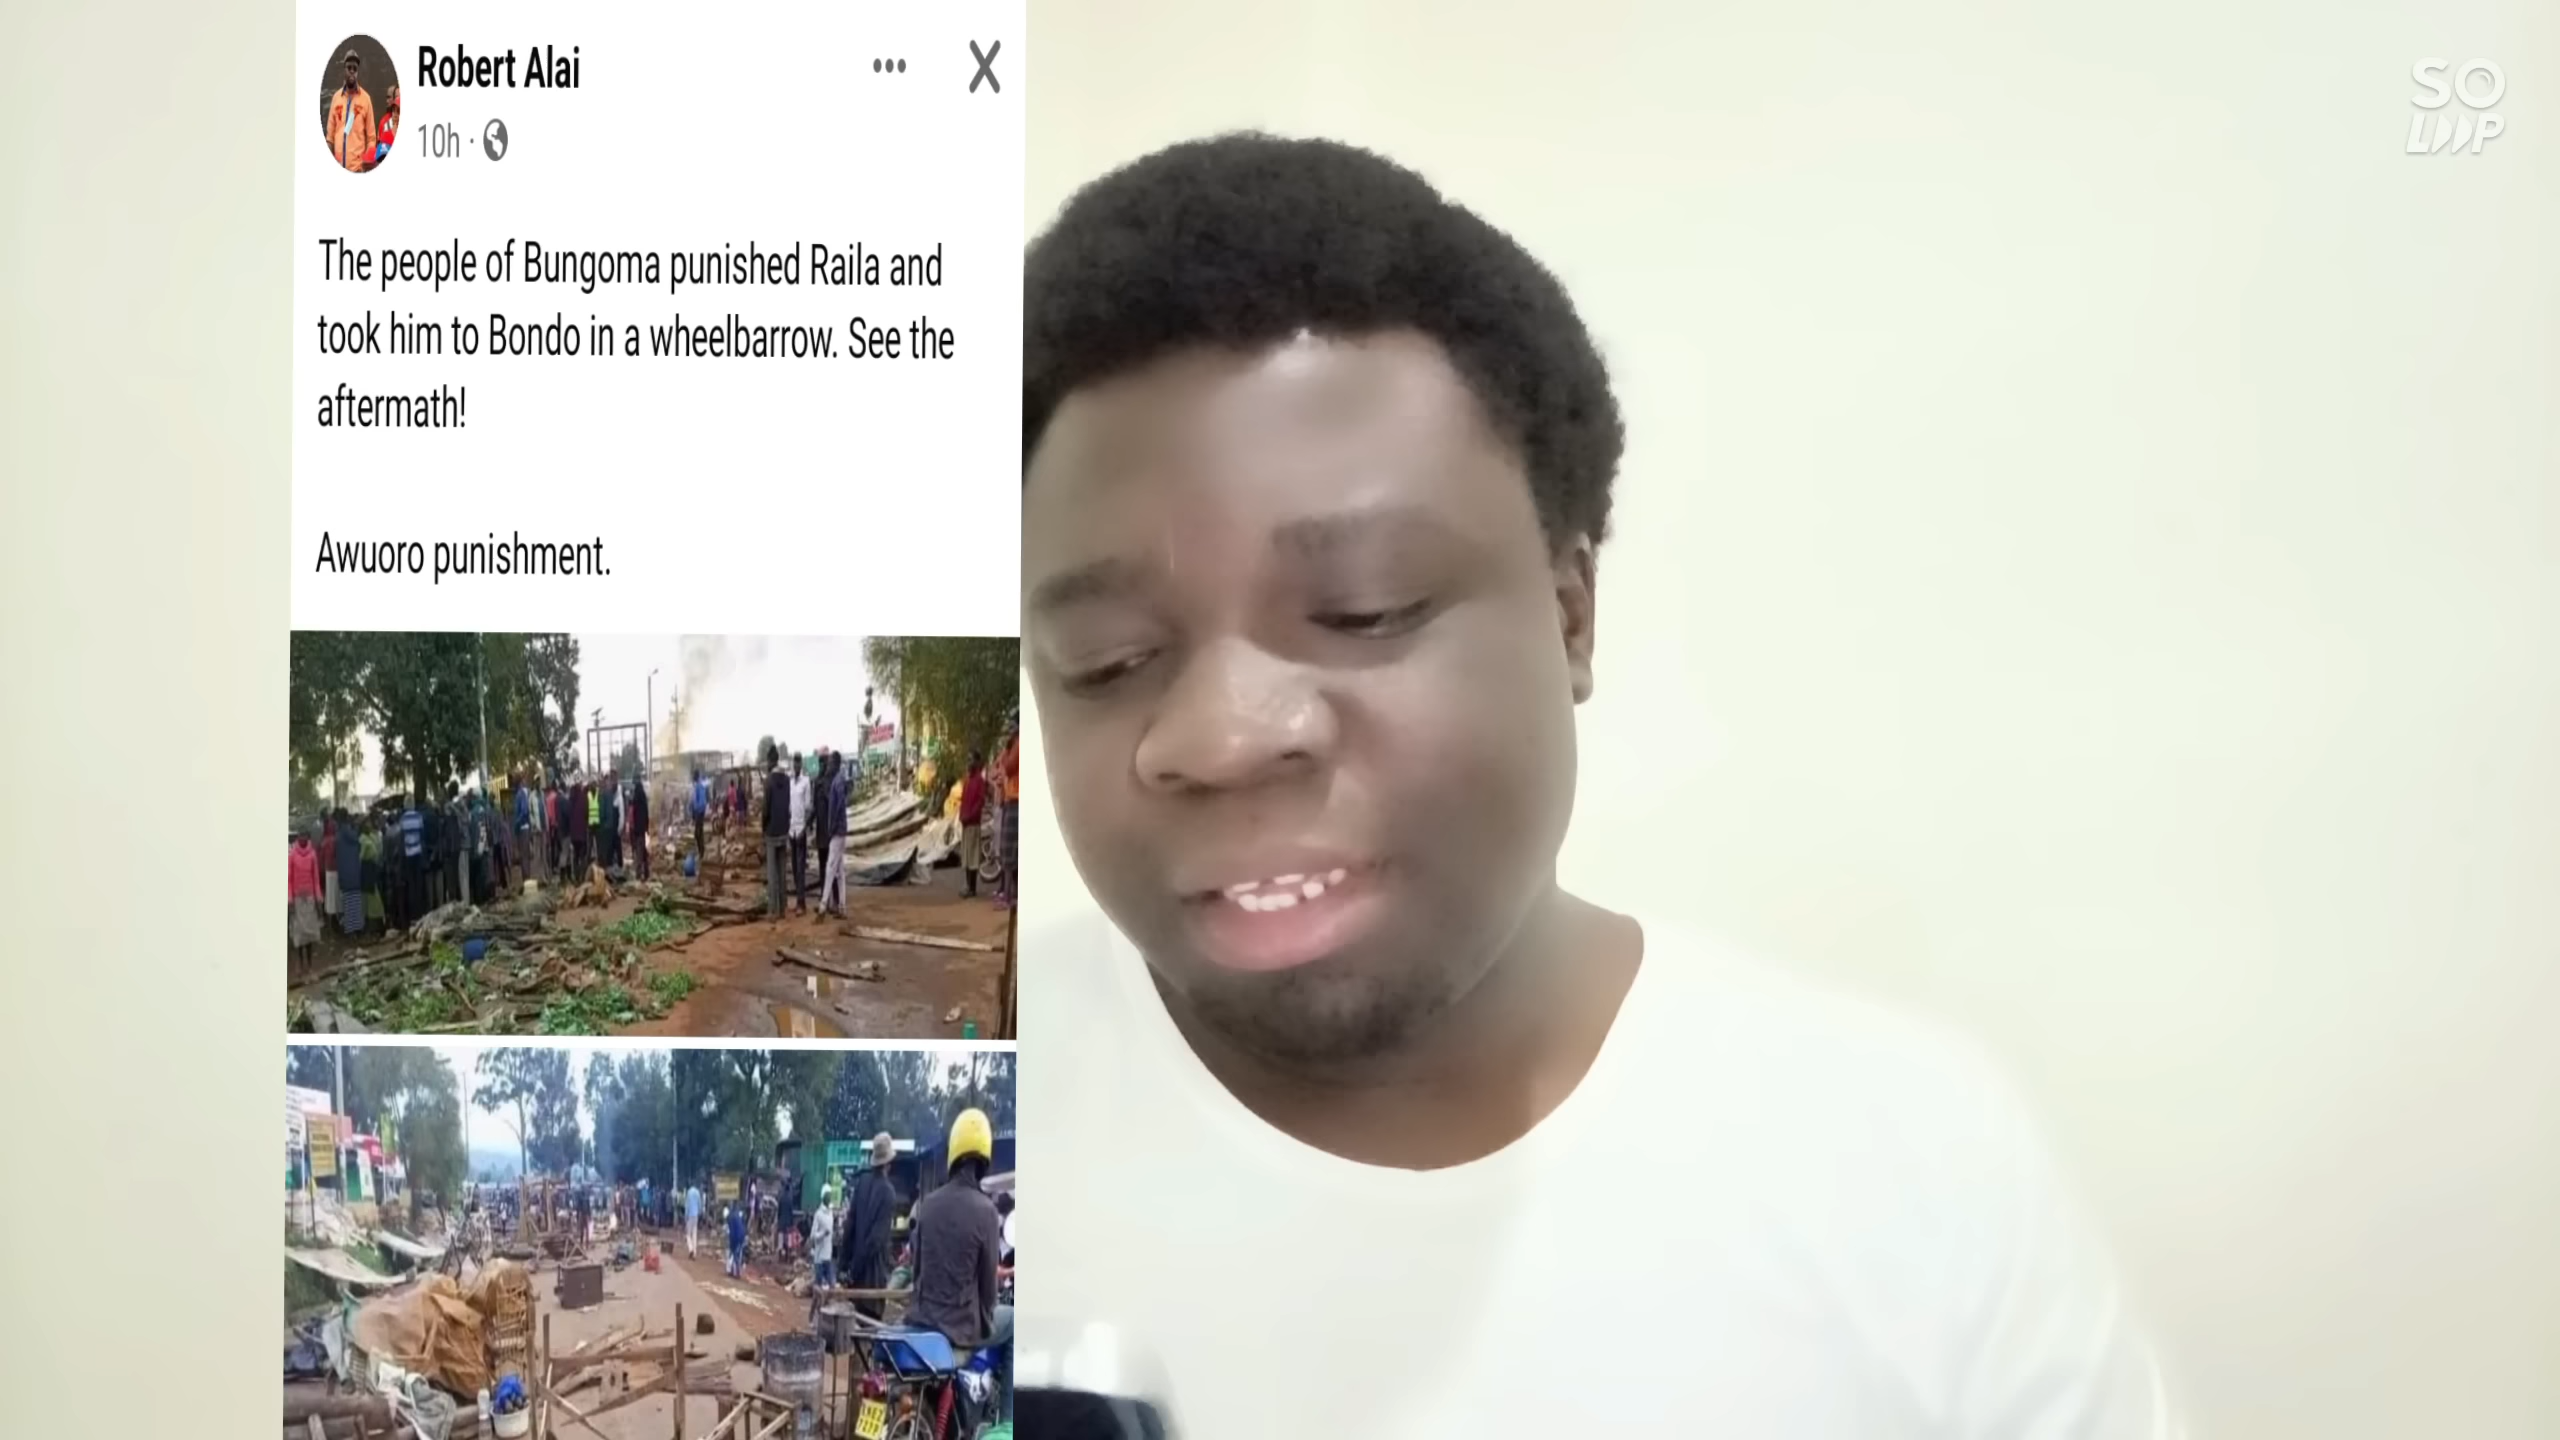 Robert Alai
10h ·
The people of Bungoma punished Raila and
took him to Bondo in a wheelbarrow. See the
aftermath!
Awuoro punishment.
SO
LOOP